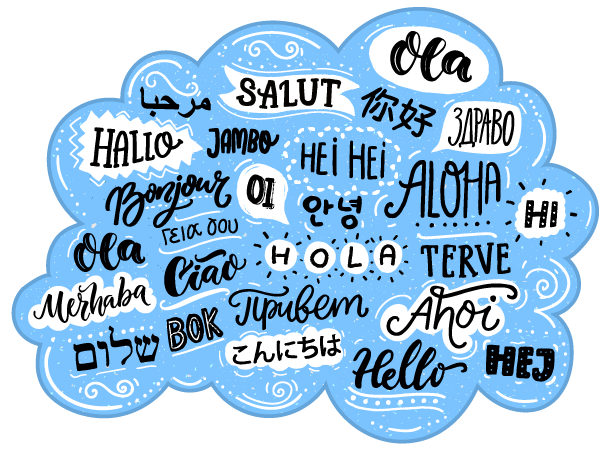 Ola
مرحبا
SALUT
你好
ЗДРАВО
HALLO
JAMBO
HEI HEI
Bonjour
OI
안녕
ALOHA
HI
Ola
Γεια σου
Ciao
HOLA
TERVE
Merhaba
BOK
Привет
Ahoi
שלום
こんにちは
Hello
HEJ